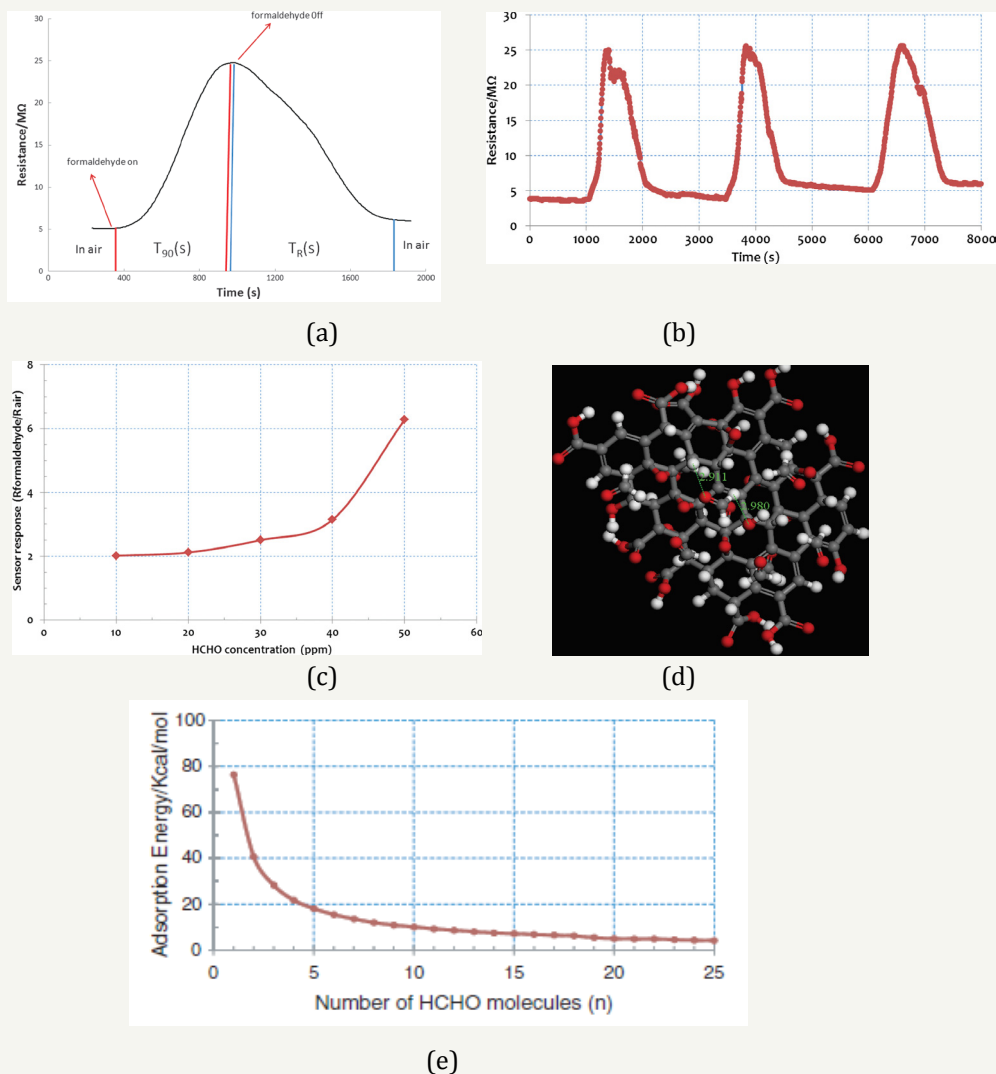 formaldehyde Off
30
25
20
15
10
5
0
Resistance/MΩ
formaldehyde on
In air
T90(s)
TR(s)
In air
0
400
800
1200
1600
2000
Time (s)
(a)
30
25
20
15
10
5
0
Resistance/MΩ
0
1000
2000
3000
4000
5000
6000
7000
8000
Time (s)
(b)
8
6
4
2
0
Sensor response (Rformaldehyde/Rair)
0
10
20
30
40
50
60
HCHO concentration (ppm)
(c)
2.911
.980
(d)
100
80
60
40
20
0
Adsorption Energy/Kcal/mol
0
5
10
15
20
25
Number of HCHO molecules (n)
(e)